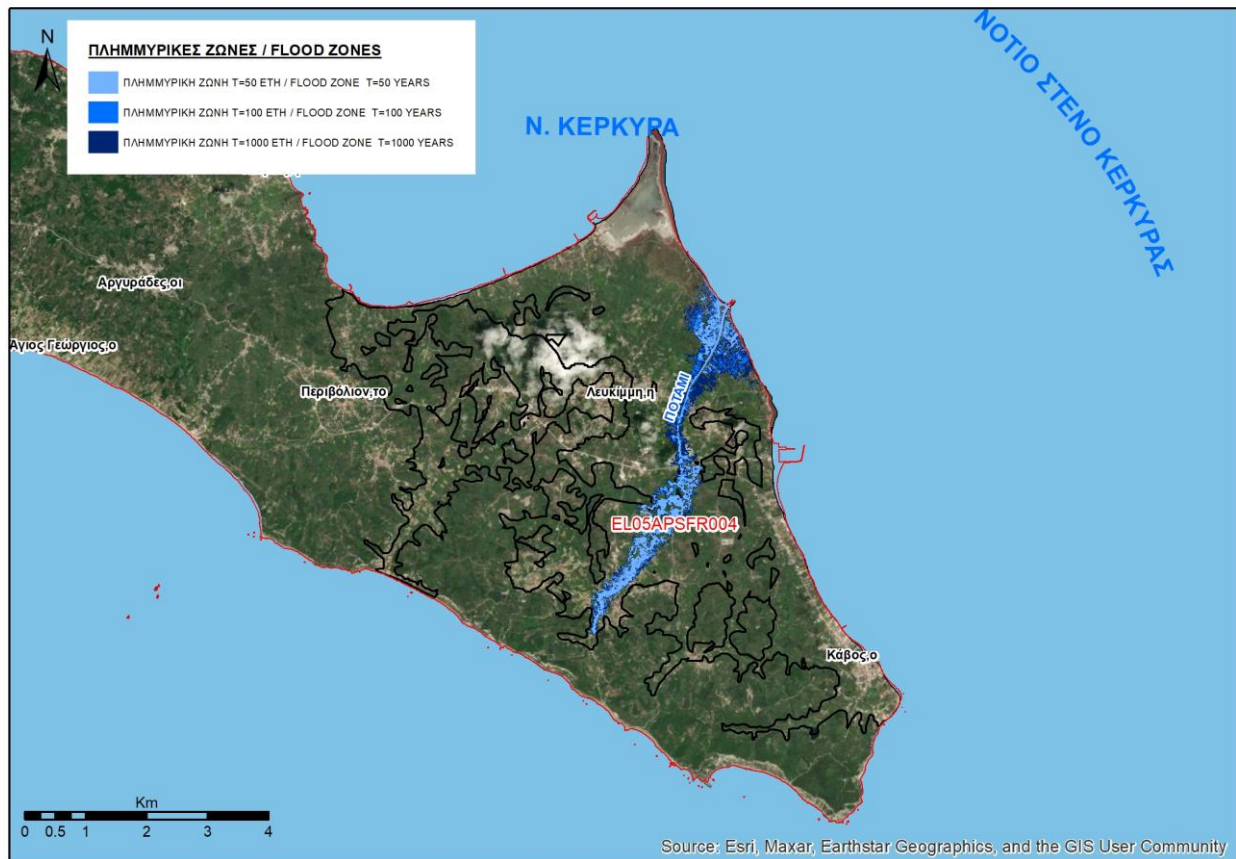 N
ΠΛΗΜΜΥΡΙΚΕΣ ΖΩΝΕΣ / FLOOD ZONES
ΠΛΗΜΜΥΡΙΚΗ ΖΩΝΗ Τ=50 ΕΤΗ / FLOOD ZONE T=50 YEARS
ΠΛΗΜΜΥΡΙΚΗ ΖΩΝΗ Τ=100 ΕΤΗ / FLOOD ZONE T=100 YEARS
ΠΛΗΜΜΥΡΙΚΗ ΖΩΝΗ Τ=1000 ΕΤΗ / FLOOD ZONE T=1000 YEARS
Ν. ΚΕΡΚΥΡΑ
ΝΟΤΙΟ ΣΤΕΝΟ ΚΕΡΚΥΡΑΣ
Αργυράδες,οι
Άγιος Γεώργιος,ο
Περιβόλιον,το
Λευκίμμη,η
ΠΟΤΑΜΙ
EL05APSFR004
Κάβος,ο
Km
0 0.5 1 2 3 4
Source: Esri, Maxar, Earthstar Geographics, and the GIS User Community